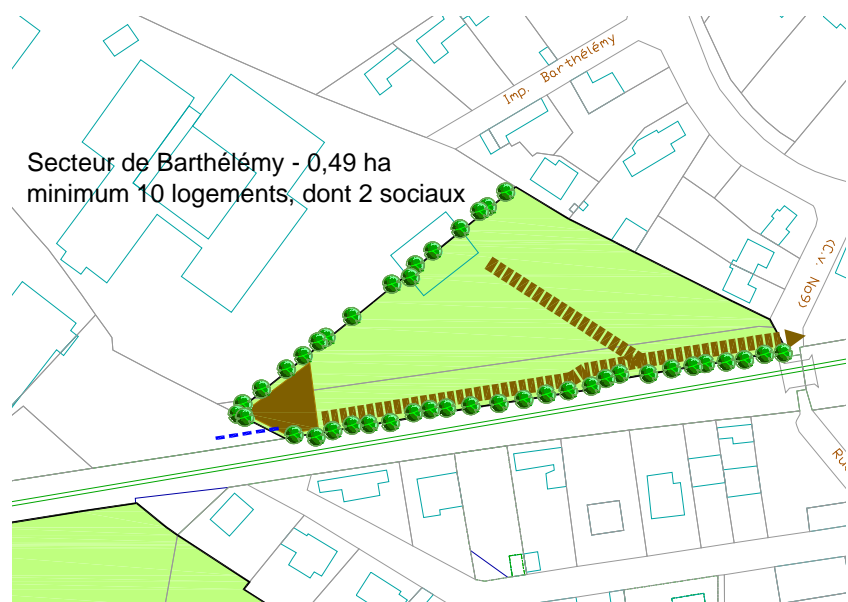 Imp. Barthélémy
Secteur de Barthélémy - 0,49 ha
minimum 10 logements, dont 2 sociaux
(C.v. No9)